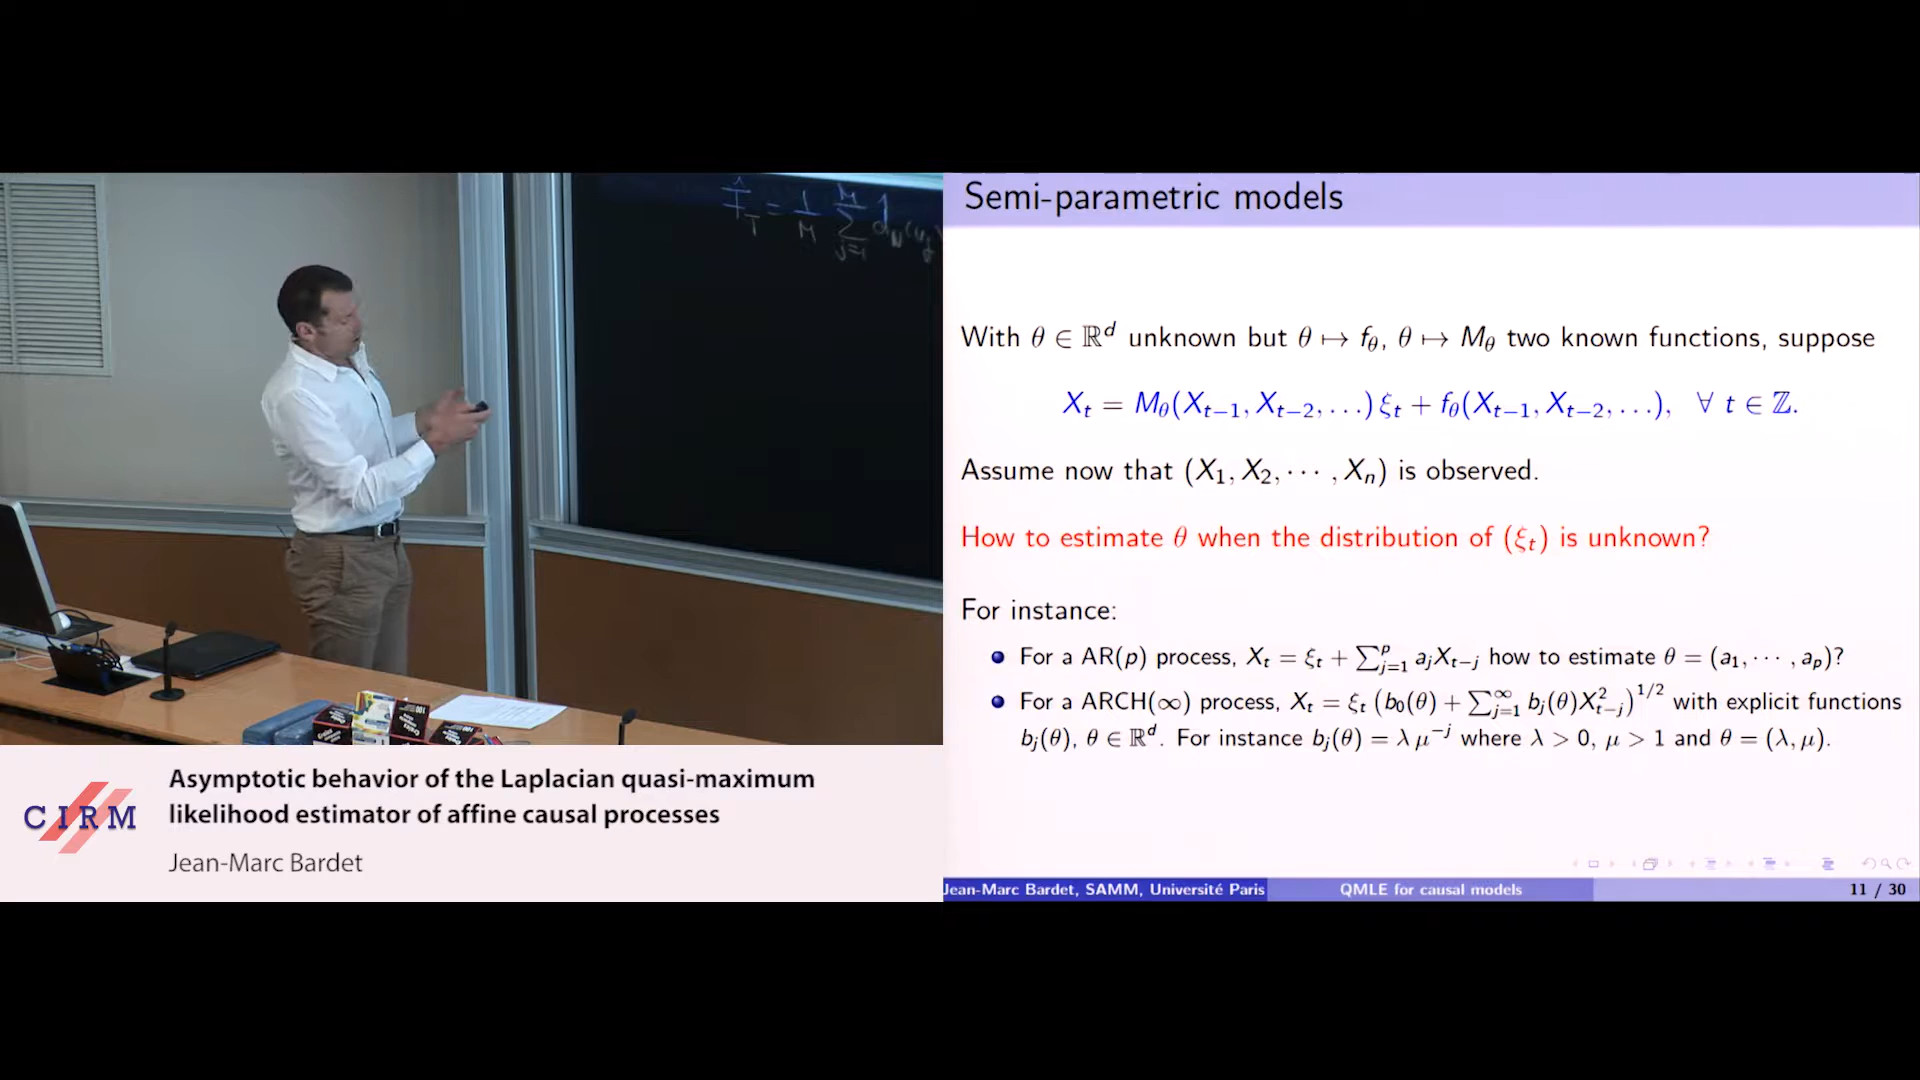 T̂_T = 1/M ∑_{j=1}^{M} d_N(u_j)
Semi-parametric models
With θ ∈ ℝ^d unknown but θ ↦ f_θ, θ ↦ M_θ two known functions, suppose
X_t = M_θ(X_{t−1}, X_{t−2}, …) ξ_t + f_θ(X_{t−1}, X_{t−2}, …), ∀ t ∈ ℤ.
Assume now that (X_1, X_2, ⋯ , X_n) is observed.
How to estimate θ when the distribution of (ξ_t) is unknown?
For instance:
For a AR(p) process, X_t = ξ_t + ∑_{j=1}^{p} a_j X_{t−j} how to estimate θ = (a_1, ⋯ , a_p)?
For a ARCH(∞) process, X_t = ξ_t (b_0(θ) + ∑_{j=1}^{∞} b_j(θ)X_{t−j}^2)^{1/2} with explicit functions
b_j(θ), θ ∈ ℝ^d. For instance b_j(θ) = λ μ^{−j} where λ > 0, μ > 1 and θ = (λ, μ).
Jean-Marc Bardet, SAMM, Université Paris
QMLE for causal models
11 / 30
CIRM
Asymptotic behavior of the Laplacian quasi-maximum
likelihood estimator of affine causal processes
Jean-Marc Bardet